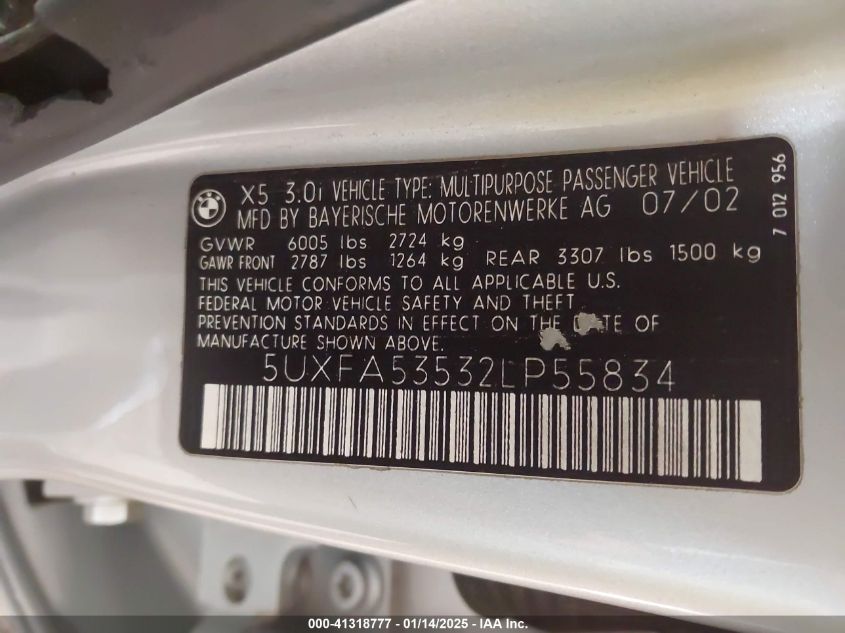 X5 3.0i VEHICLE TYPE: MULTIPURPOSE PASSENGER VEHICLE
MFD BY BAYERISCHE MOTORENWERKE AG 07/02
GVWR 6005 lbs 2724 kg
GAWR FRONT 2787 lbs 1264 kg REAR 3307 lbs 1500 kg
THIS VEHICLE CONFORMS TO ALL APPLICABLE U.S.
FEDERAL MOTOR VEHICLE SAFETY AND THEFT
PREVENTION STANDARDS IN EFFECT ON THE D TE OF
MANUFACTURE SHOWN ABOVE.
5UXFA53532LP55834
7 012 956
000-41318777 - 01/14/2025 - IAA Inc.